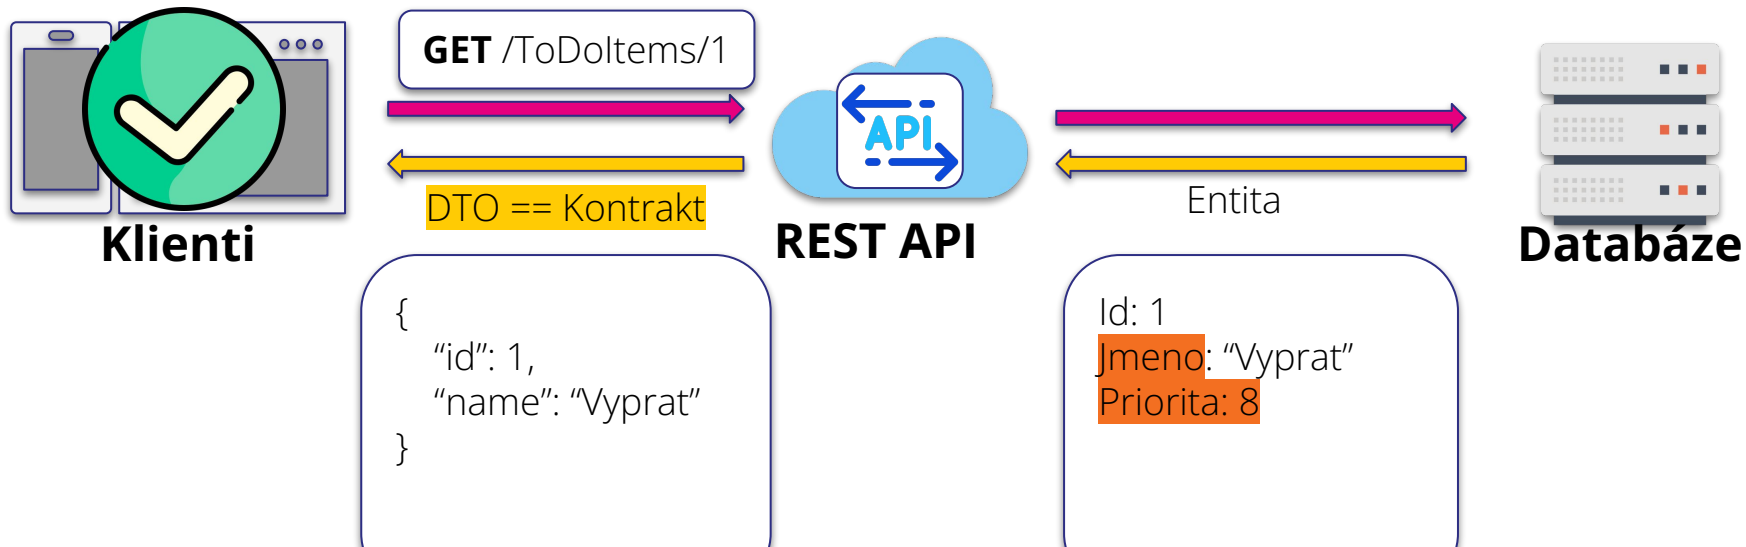 GET /ToDoItems/1
API
DTO == Kontrakt
Entita
Klienti
REST API
Databáze
{
“id”: 1,
“name”: “Vyprat”
}
Id: 1
Jmeno: “Vyprat”
Priorita: 8